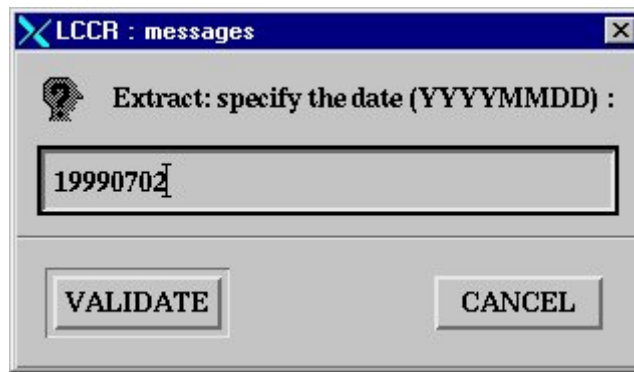 LCCR : messages
Extract: specify the date (YYYYMMDD) :
19990702
VALIDATE
CANCEL